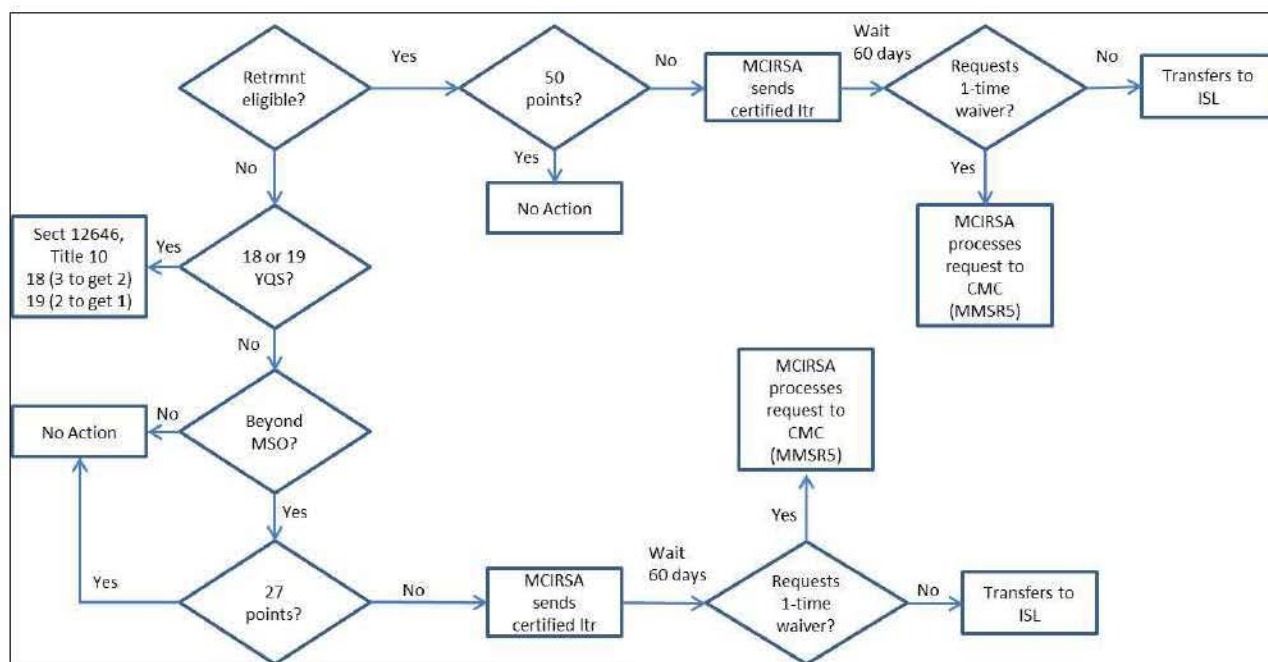 Retrmnt
eligible?
Yes
50
points?
No
MCIRSA
sends
certified ltr
Wait
60 days
Requests
1-time
waiver?
No
Transfers to
ISL
Yes
No Action
Yes
MCIRSA
processes
request to
CMC
(MMSR5)
No
18 or 19
YQS?
Yes
Sect 12646,
Title 10
18 (3 to get 2)
19 (2 to get 1)
No
Beyond
MSO?
No
No Action
Yes
27
points?
Yes
No
MCIRSA
sends
certified ltr
Wait
60 days
Requests
1-time
waiver?
Yes
MCIRSA
processes
request to
CMC
(MMSR5)
No
Transfers to
ISL